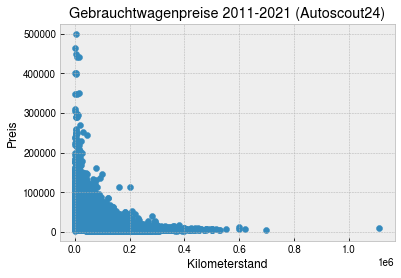 Gebrauchtwagenpreise 2011-2021 (Autoscout24)
500000
400000
300000
200000
100000
0
Preis
0.0 0.2 0.4 0.6 0.8 1.0
1e6
Kilometerstand